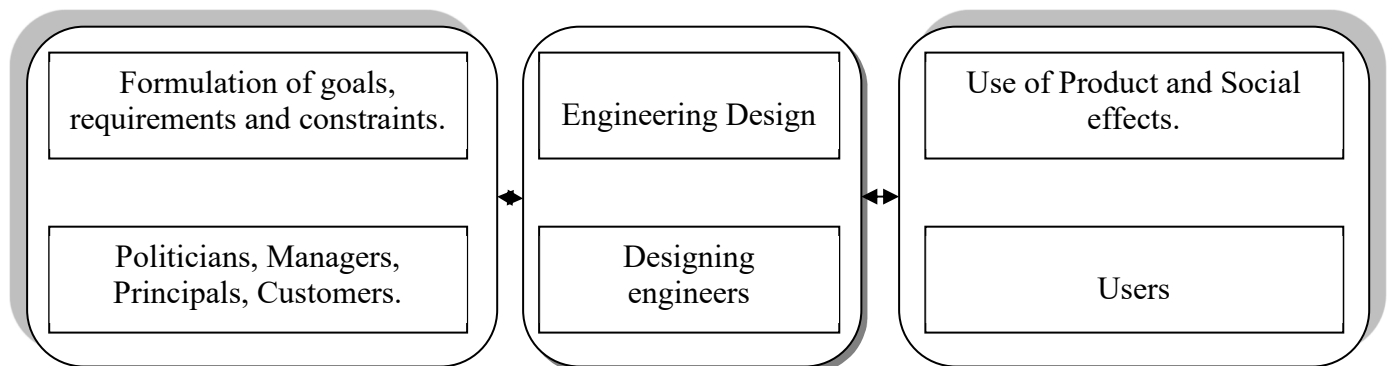 Formulation of goals,
requirements and constraints.
Politicians, Managers,
Principals, Customers.
Engineering Design
Designing
engineers
Use of Product and Social
effects.
Users